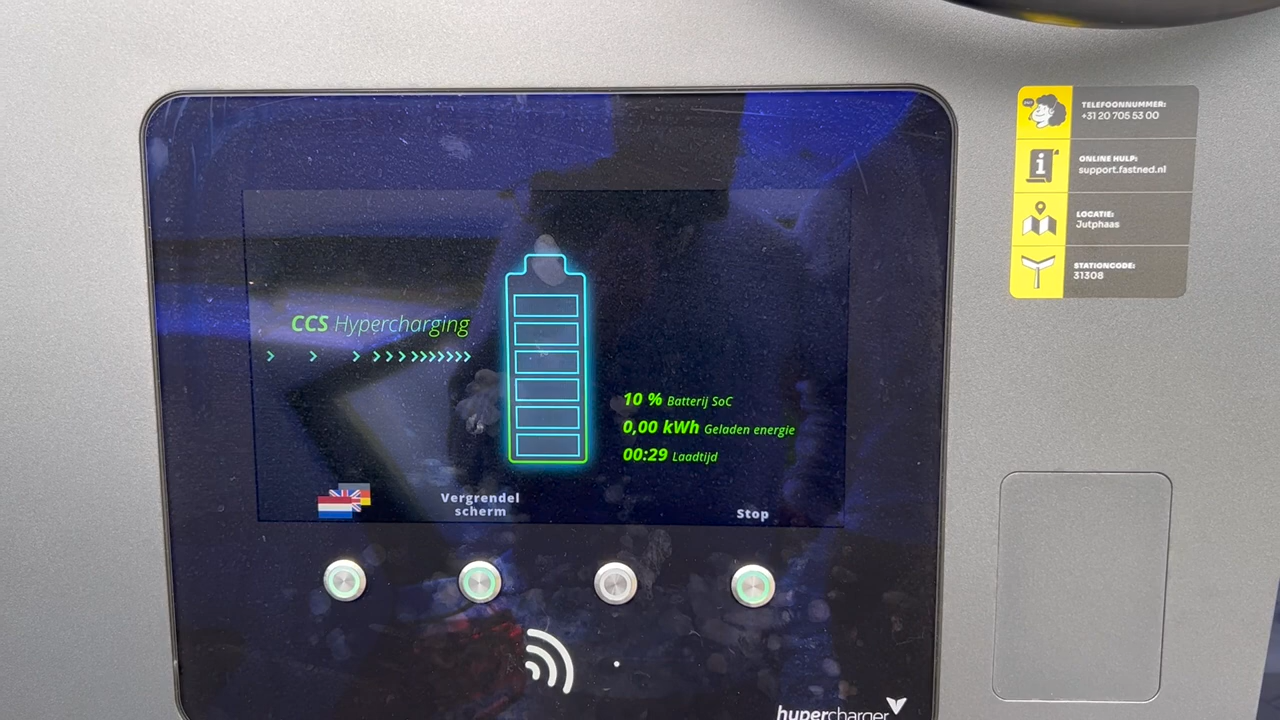 TELEFOONNUMMER:
+31 20 705 53 00
ONLINE HULP:
support.fastned.nl
LOCATIE:
Jutphaas
STATIONCODE:
31308
CCS Hypercharging
10 % Batterij SoC
0,00 kWh Geladen energie
00:29 Laadtijd
Vergrendel
scherm
Stop
hypercharger